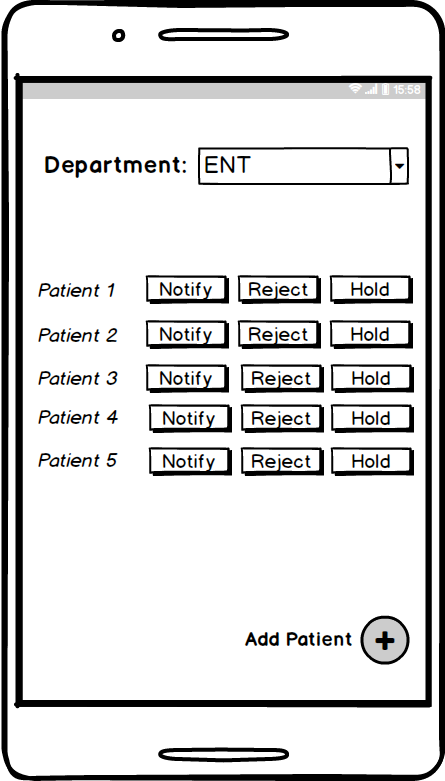 15:58
Department: ENT
Patient 1 Notify Reject Hold
Patient 2 Notify Reject Hold
Patient 3 Notify Reject Hold
Patient 4 Notify Reject Hold
Patient 5 Notify Reject Hold
Add Patient +